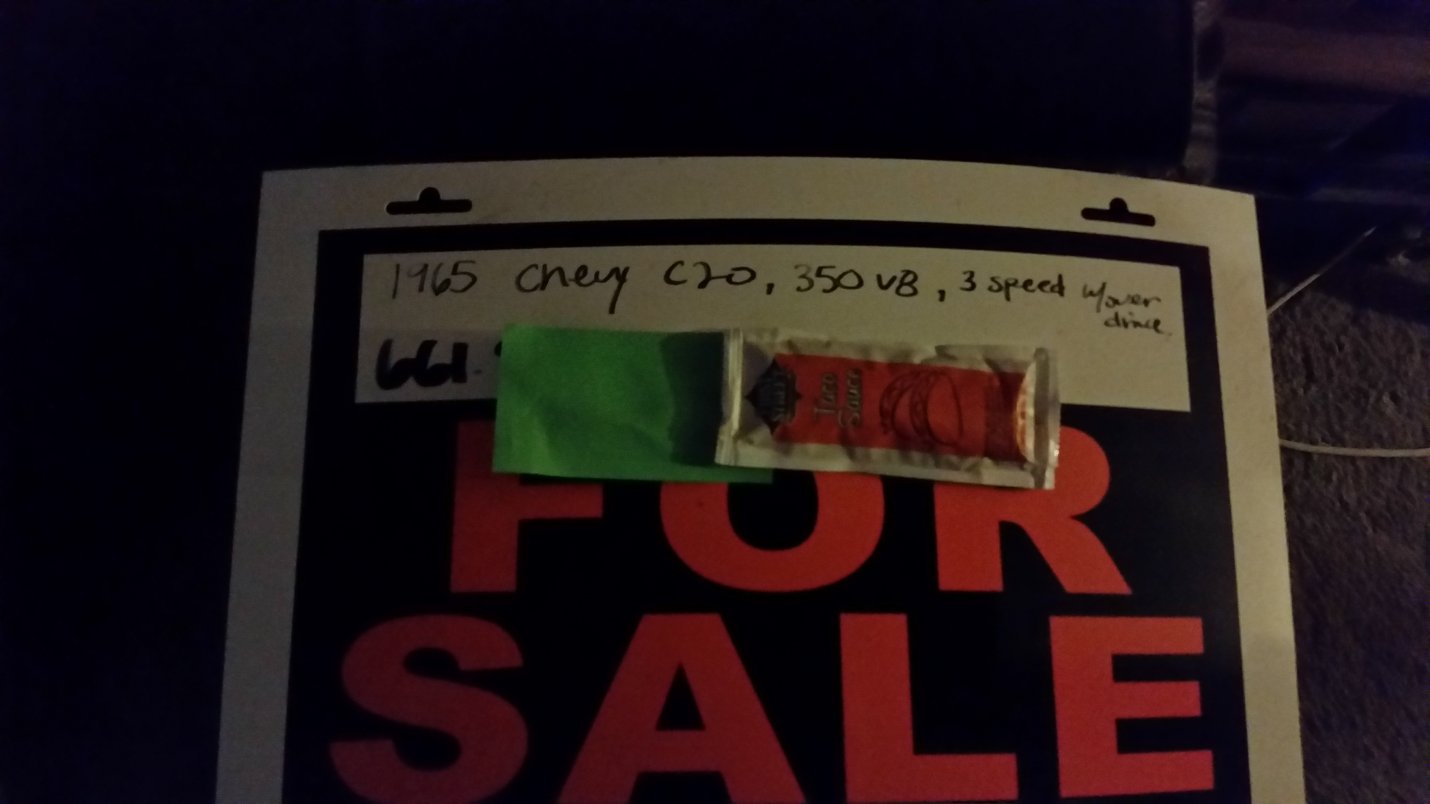 1965 Chevy C20, 350 V8, 3 speed w/over
drive
661.
Taco
Sauce
FOR
SALE